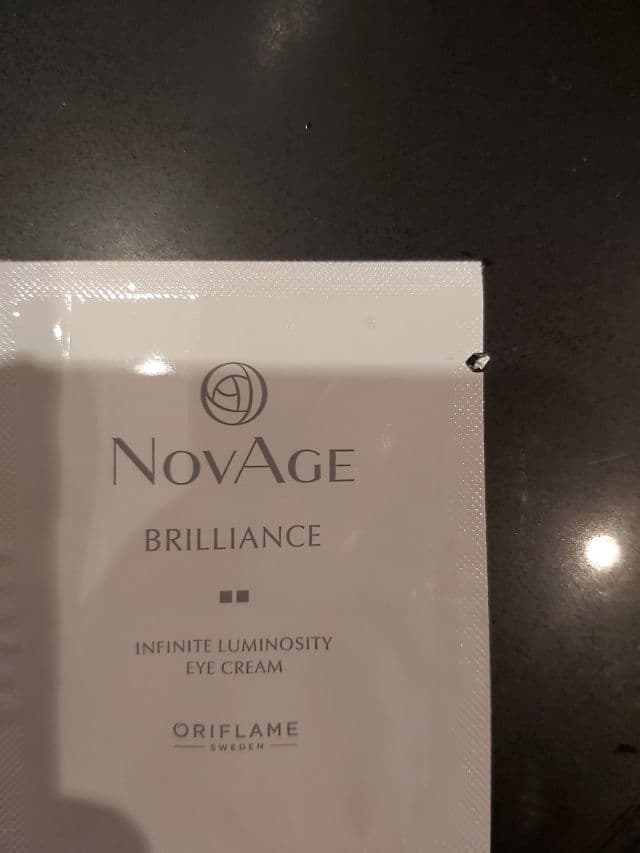 NOVAGE
BRILLIANCE
INFINITE LUMINOSITY
EYE CREAM
ORIFLAME
SWEDEN